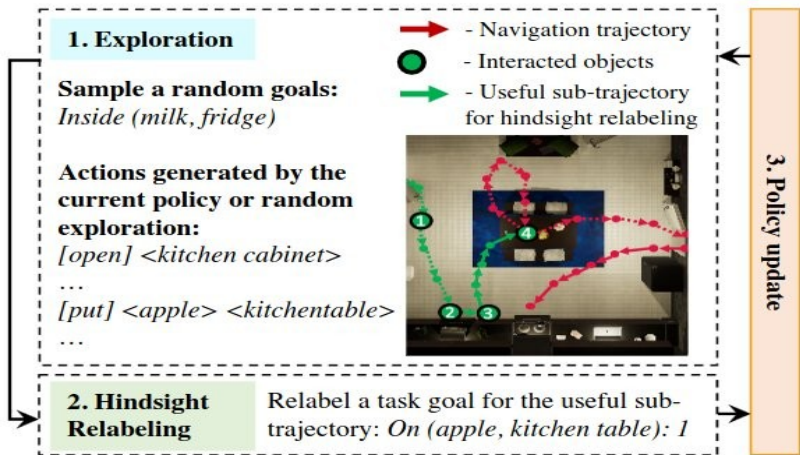 1. Exploration
Sample a random goals:
Inside (milk, fridge)
Actions generated by the
current policy or random
exploration:
[open] <kitchen cabinet>
...
[put] <apple> <kitchentable>
...
- Navigation trajectory
- Interacted objects
- Useful sub-trajectory
for hindsight relabeling
1
2
3
4
2. Hindsight
Relabeling
Relabel a task goal for the useful sub-
trajectory: On (apple, kitchen table): 1
3. Policy update